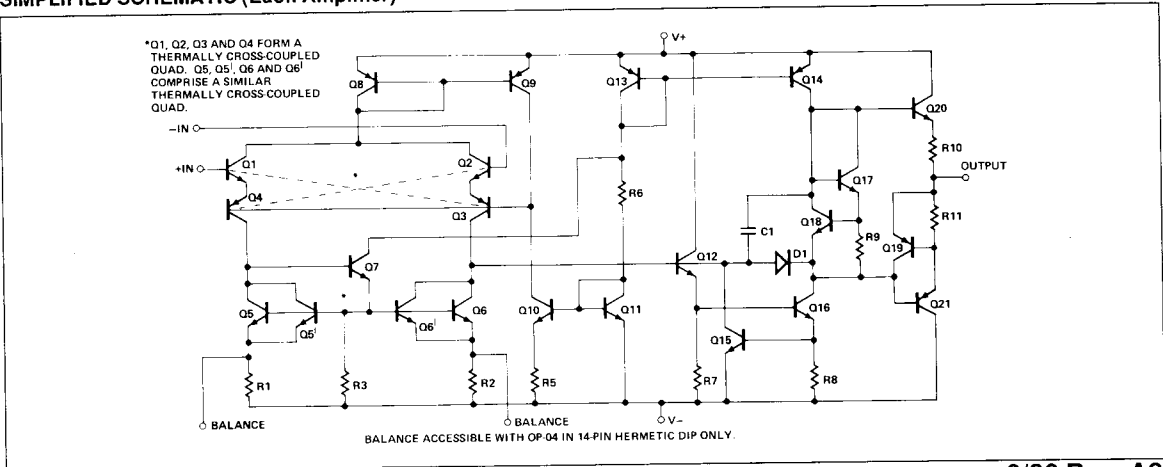 SIMPLIFIED SCHEMATIC (Each Amplifier)
*Q1, Q2, Q3 AND Q4 FORM A
THERMALLY CROSS-COUPLED
QUAD. Q5, Q5', Q6 AND Q6'
COMPRISE A SIMILAR
THERMALLY CROSS-COUPLED
QUAD.
V+
Q8
Q9
Q13
Q14
Q20
–IN
R10
+IN
Q1
Q2
*
OUTPUT
Q17
Q4
Q3
R6
Q18
R11
C1
R9
Q19
Q7
Q12
D1
*
Q5
Q5'
Q6'
Q6
Q10
Q11
Q16
Q21
Q15
R1
R3
R2
R5
R7
R8
BALANCE
BALANCE
V–
BALANCE ACCESSIBLE WITH OP-04 IN 14-PIN HERMETIC DIP ONLY.